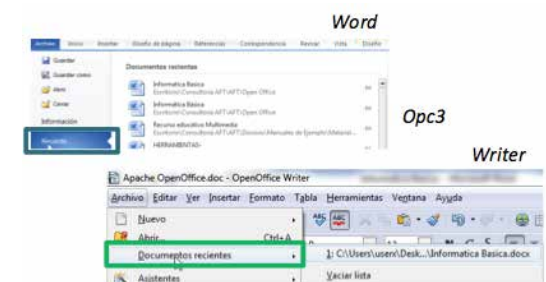 Word
Archivo Inicio Insertar Diseño de página Referencias Correspondencia Revisar Vista Diseño
Guardar
Guardar como
Abrir
Cerrar
Información
Reciente
Documentos recientes
Informatica Basica
Informatica Básica
Recurso educativo Multimedia
HERRAMIENTAS-
Opc3
Writer
Apache OpenOffice.doc - OpenOffice Writer
Archivo Editar Ver Insertar Formato Tabla Herramientas Ventana Ayuda
Nuevo
Abrir... Ctrl+A
Documentos recientes
1: C:\Users\userx\Desk...\Informatica Basica.docx
Asistentes
Vaciar lista